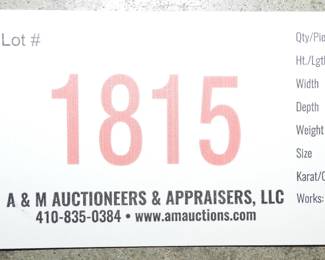 Lot #
1815
A & M AUCTIONEERS & APPRAISERS, LLC
410-835-0384 • www.amauctions.com
Qty/Pie
Ht./Lgt
Width
Depth
Weight
Size
Karat/C
Works: